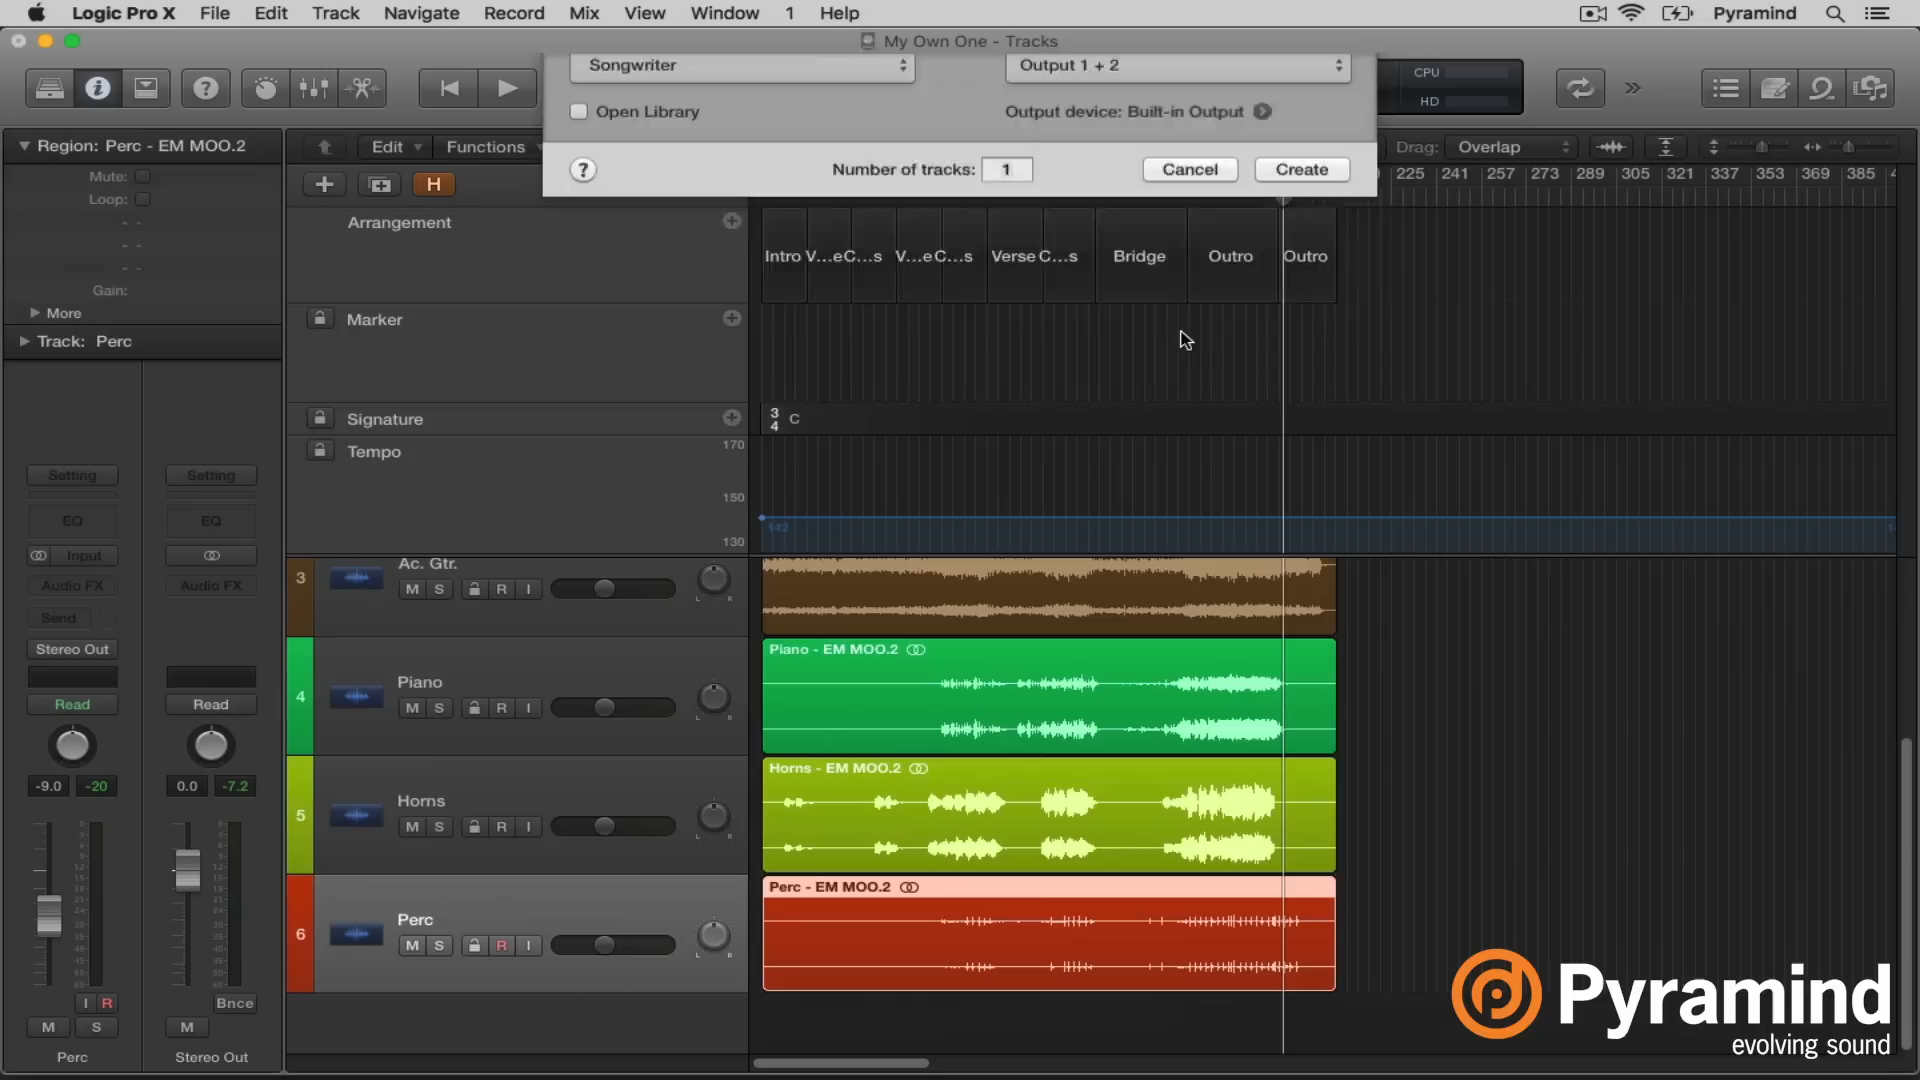 Logic Pro X File Edit Track Navigate Record Mix View Window 1 Help Pyramind
My Own One - Tracks
Songwriter Output 1 + 2
CPU
HD
Open Library Output device: Built-in Output
Number of tracks: 1 Cancel Create
Region: Perc - EM MOO.2
Edit Functions
Drag: Overlap
Mute:
Loop:
Gain:
More
Track: Perc
H
225 241 257 273 289 305 321 337 353 369 385
Arrangement
Intro V...e C...s V...e C...s Verse C...s Bridge Outro Outro
Marker
Signature
3
4 C
Tempo
170
150
142
130
Setting Setting
EQ EQ
Input
Audio FX Audio FX
Send
Stereo Out
Read Read
-9.0 -20 0.0 -7.2
I R Bnce
M S M
Perc Stereo Out
3 Ac. Gtr.
M S R I
L R
4 Piano
M S R I
L R
Piano - EM MOO.2
5 Horns
M S R I
L R
Horns - EM MOO.2
6 Perc
M S R I
L R
Perc - EM MOO.2
Pyramind
evolving sound